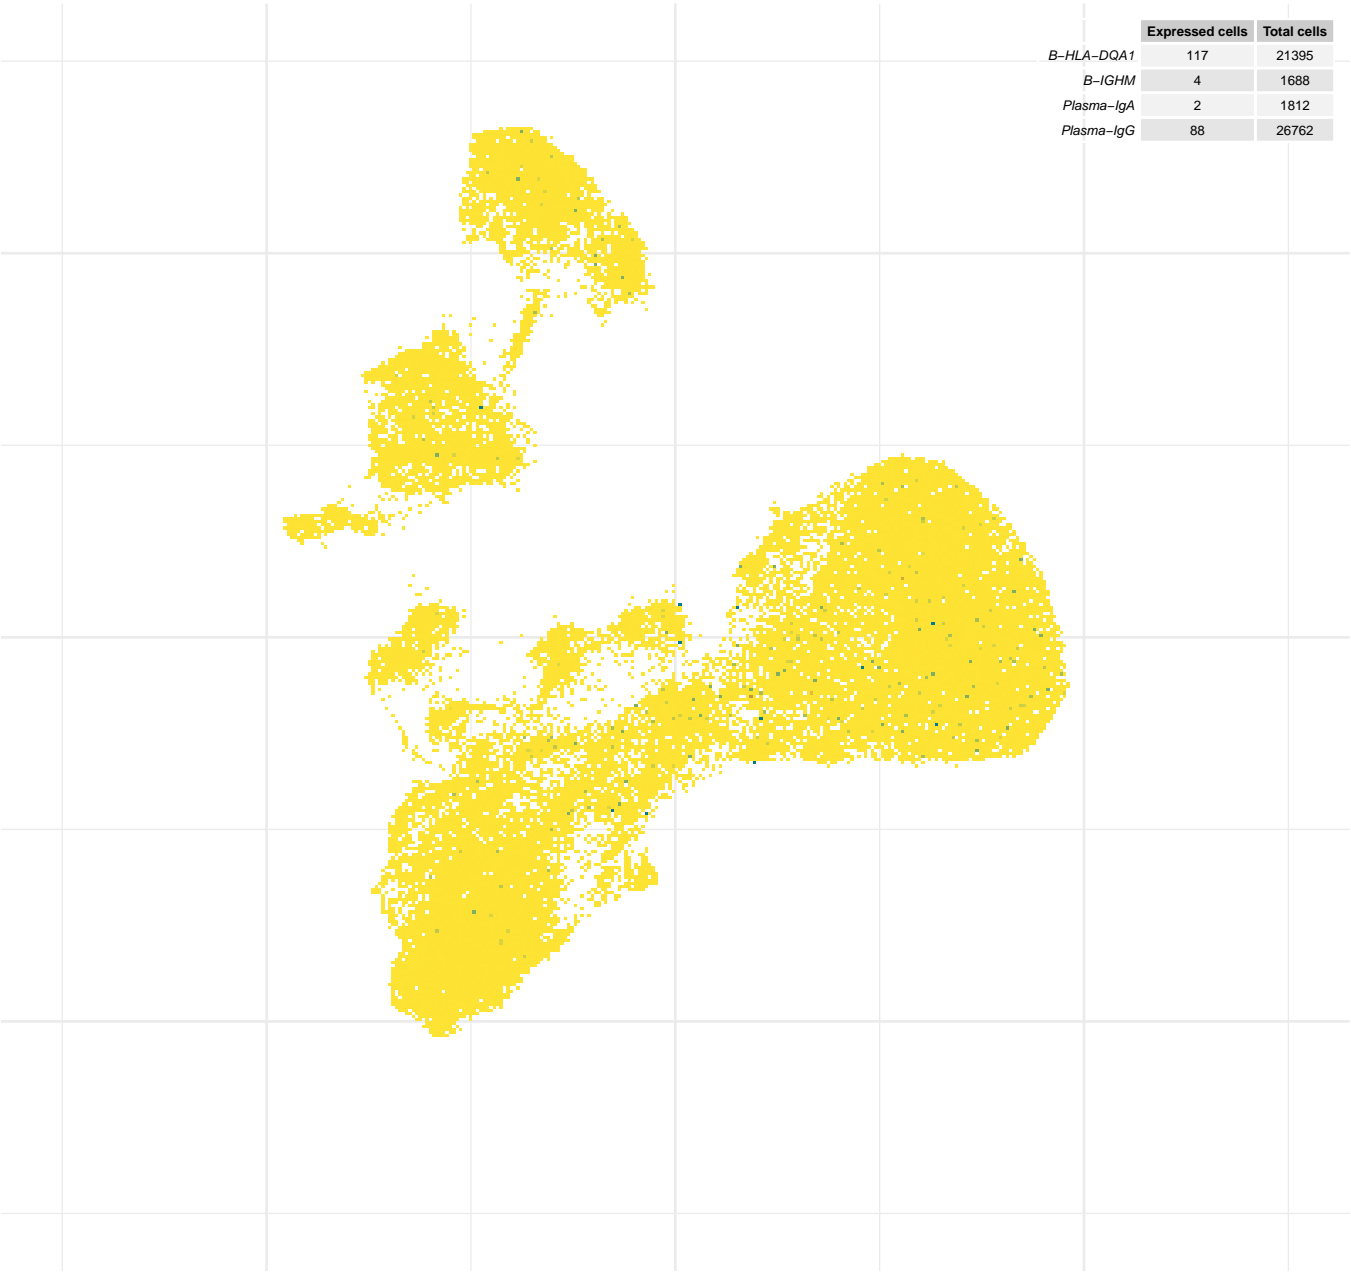 Expressed cells Total cells
B−HLA−DQA1 117 21395
B−IGHM 4 1688
Plasma−IgA 2 1812
Plasma−IgG 88 26762